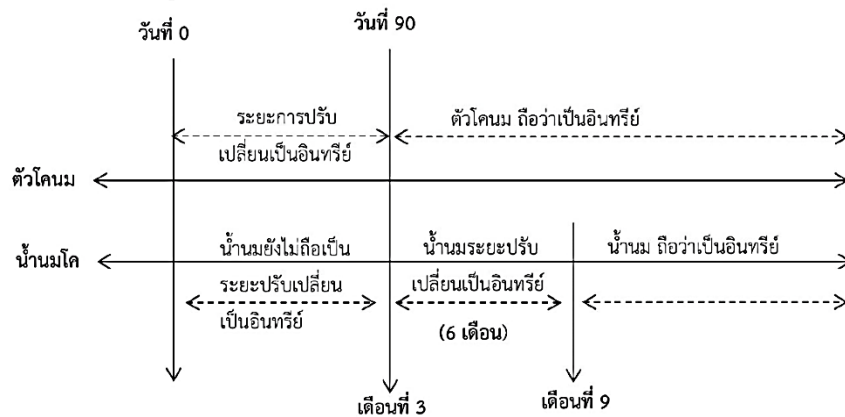 วันที่ 0
วันที่ 90
ระยะการปรับ
เปลี่ยนเป็นอินทรีย์
ตัวโคนม ถือว่าเป็นอินทรีย์
ตัวโคนม
น้ำนมโค
น้ำนมยังไม่ถือเป็น
ระยะปรับเปลี่ยน
เป็นอินทรีย์
น้ำนมระยะปรับ
เปลี่ยนเป็นอินทรีย์
(6 เดือน)
น้ำนม ถือว่าเป็นอินทรีย์
เดือนที่ 3
เดือนที่ 9